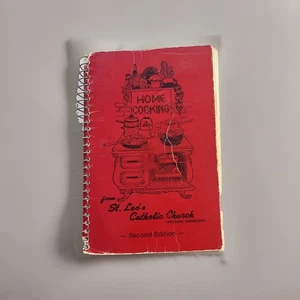 HOME
COOKING
from
St. Leo's
Catholic Church
— Second Edition —